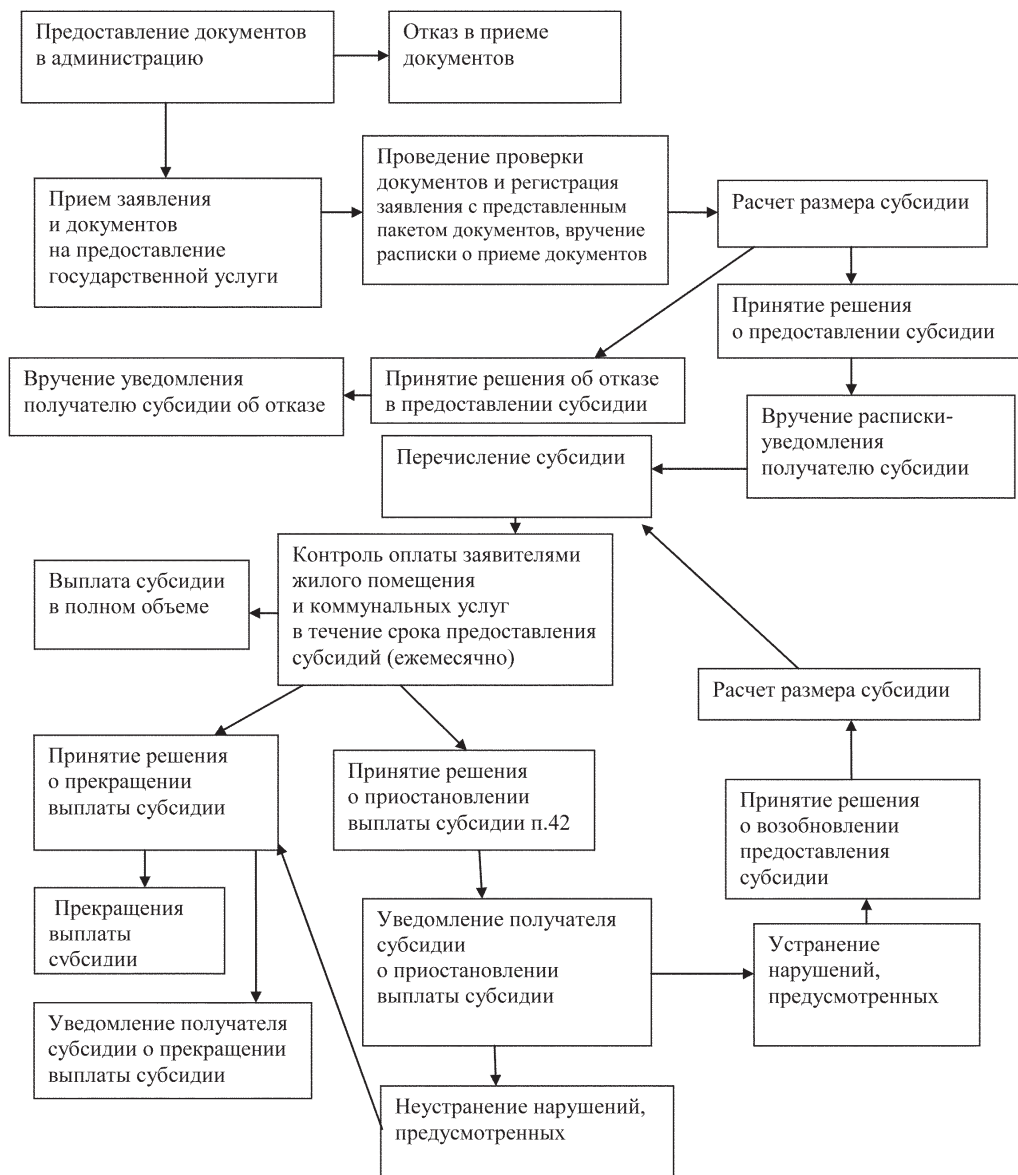 Предоставление документов
в администрацию
Отказ в приеме
документов
Прием заявления
и документов
на предоставление
государственной услуги
Проведение проверки
документов и регистрация
заявления с представленным
пакетом документов, вручение
расписки о приеме документов
Расчет размера субсидии
Принятие решения
о предоставлении субсидии
Вручение уведомления
получателю субсидии об отказе
Принятие решения об отказе
в предоставлении субсидии
Вручение расписки-
уведомления
получателю субсидии
Перечисление субсидии
Контроль оплаты заявителями
жилого помещения
и коммунальных услуг
в течение срока предоставления
субсидий (ежемесячно)
Выплата субсидии
в полном объеме
Расчет размера субсидии
Принятие решения
о прекращении
выплаты субсидии
Принятие решения
о приостановлении
выплаты субсидии п.42
Принятие решения
о возобновлении
предоставления
субсидии
Прекращения
выплаты
субсидии
Уведомление получателя
субсидии
о приостановлении
выплаты субсидии
Устранение
нарушений,
предусмотренных
Уведомление получателя
субсидии о прекращении
выплаты субсидии
Неустранение нарушений,
предусмотренных